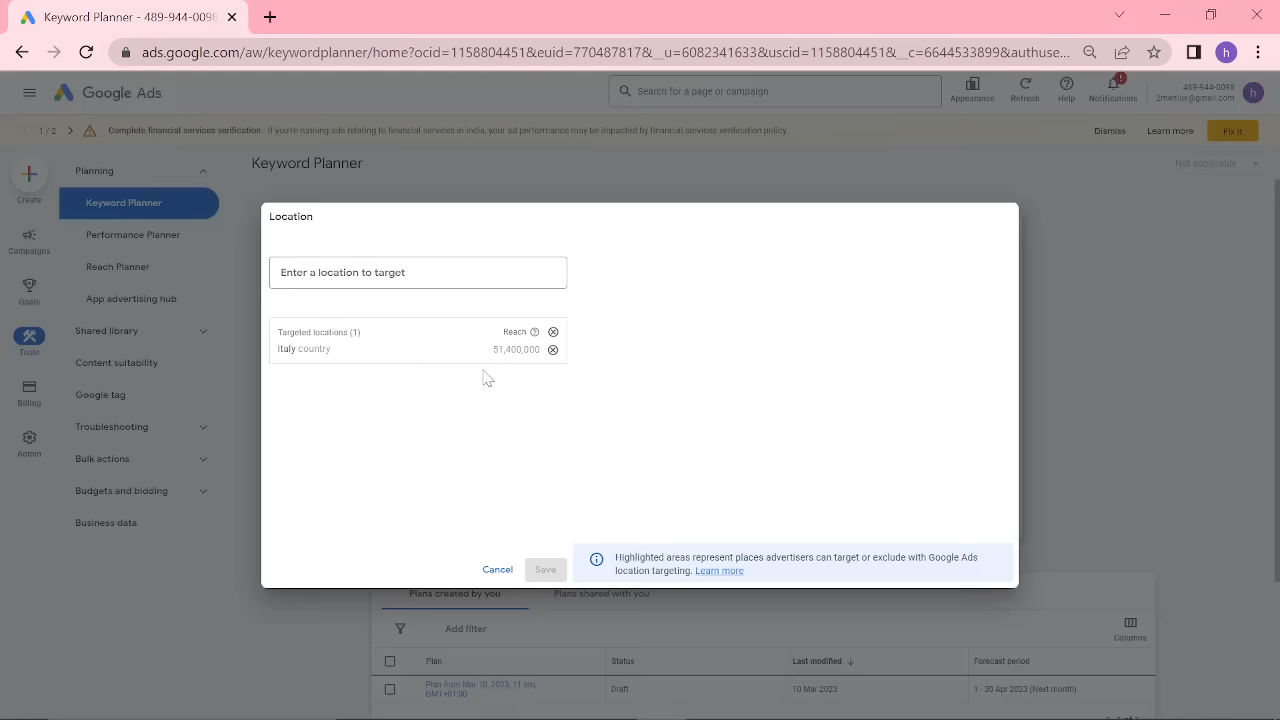 Keyword Planner - 489-944-0098
ads.google.com/aw/keywordplanner/home?ocid=1158804451&euid=770487817&__u=6082341633&uscid=1158804451&__c=6644533899&authuse...
h
Google Ads
Search for a page or campaign
Appearance
Refresh
Help
Notifications
489-944-0098
2menlux@gmail.com
h
1 / 2
Complete financial services verification If you're running ads relating to financial services in India, your ad performance may be impacted by financial services verification policy.
Dismiss
Learn more
Fix it
Create
Campaigns
Goals
Tools
Billing
Admin
Planning
Keyword Planner
Performance Planner
Reach Planner
App advertising hub
Shared library
Content suitability
Google tag
Troubleshooting
Bulk actions
Budgets and bidding
Business data
Keyword Planner
Not applicable
Location
Enter a location to target
Targeted locations (1)
Reach
Italy country
51,400,000
Cancel
Save
Highlighted areas represent places advertisers can target or exclude with Google Ads
location targeting. Learn more
Plans created by you
Plans shared with you
Add filter
Columns
Plan
Status
Last modified
Forecast period
Plan from Mar 10, 2023, 11 am,
GMT+01:00
Draft
10 Mar 2023
1 - 30 Apr 2023 (Next month)